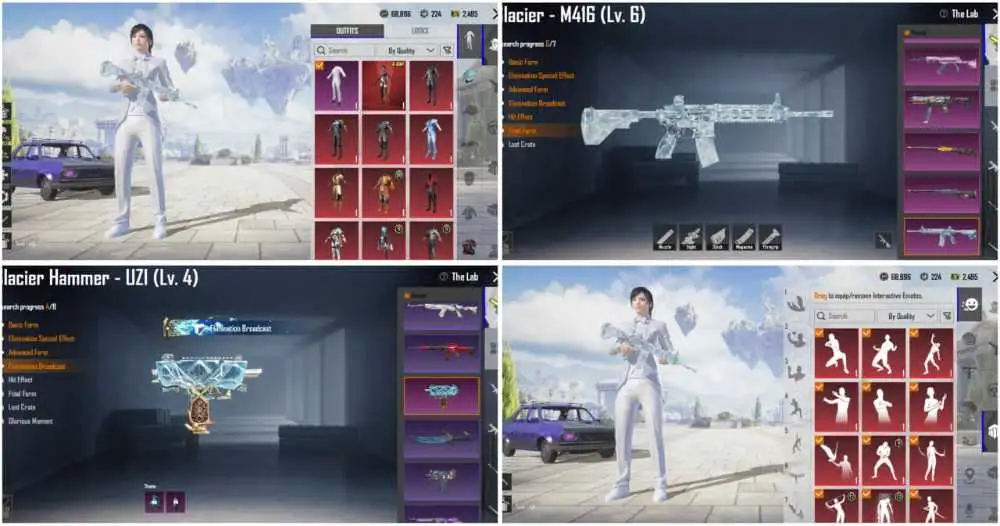 68,696 224 2,485
OUTFITS LOOKS
Search By Quality
lacier - M416 (Lv. 6)
The Lab
search progress 6/7
Basic Form
Elimination Special Effect
Advanced Form
Elimination Broadcast
Hit Effect
Final Form
Loot Crate
Muzzle Sight Stock Magazine Foregrip
lacier Hammer - UZI (Lv. 4)
The Lab
search progress 4/8
Basic Form
Elimination Special Effect
Advanced Form
Elimination Broadcast
Hit Effect
Final Form
Loot Crate
Glorious Moment
Elimination Broadcast
68,696 224 2,485
Drag to equip/remove Interactive Emotes.
Search By Quality